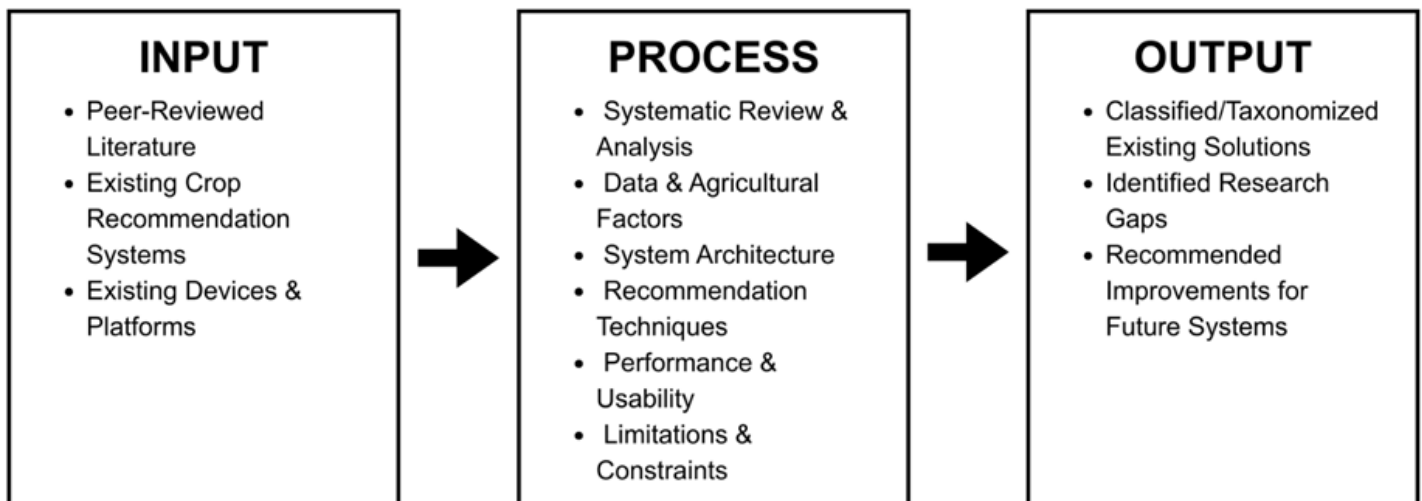 INPUT
• Peer-Reviewed
Literature
• Existing Crop
Recommendation
Systems
• Existing Devices &
Platforms
PROCESS
• Systematic Review &
Analysis
• Data & Agricultural
Factors
• System Architecture
• Recommendation
Techniques
• Performance &
Usability
• Limitations &
Constraints
OUTPUT
• Classified/Taxonomized
Existing Solutions
• Identified Research
Gaps
• Recommended
Improvements for
Future Systems